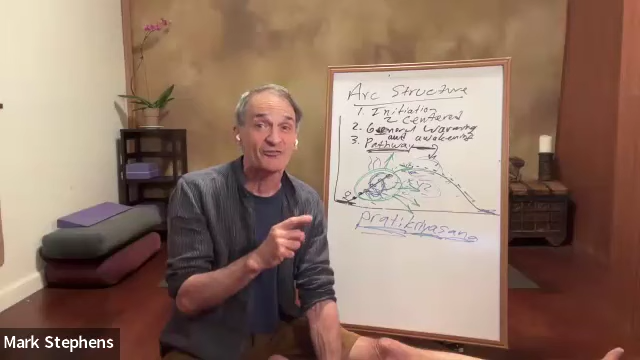 Arc Structure
1. Initiation
2 Centered
2. General Warming
and awakening
3. Pathway
Pratikriyasana
Mark Stephens